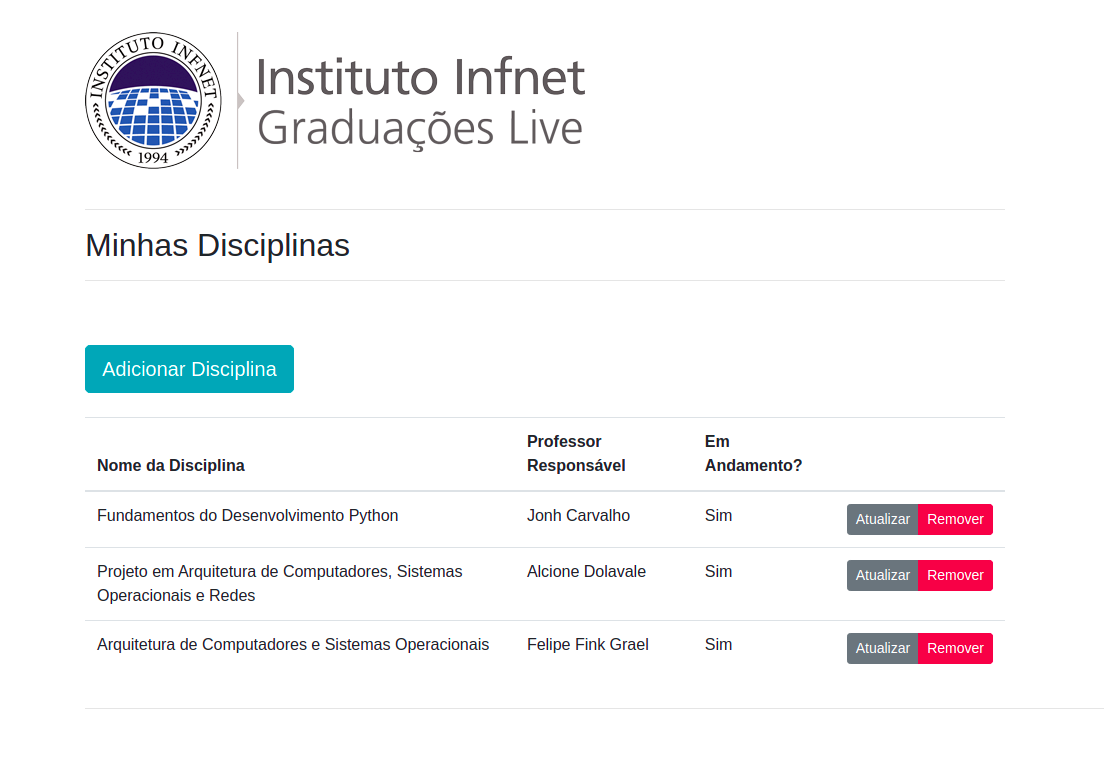 INSTITUTO INFNET
1994
Instituto Infnet
Graduações Live
Minhas Disciplinas
Adicionar Disciplina
Nome da Disciplina
Professor
Responsável
Em
Andamento?
Fundamentos do Desenvolvimento Python
Jonh Carvalho
Sim
Atualizar
Remover
Projeto em Arquitetura de Computadores, Sistemas
Operacionais e Redes
Alcione Dolavale
Sim
Atualizar
Remover
Arquitetura de Computadores e Sistemas Operacionais
Felipe Fink Grael
Sim
Atualizar
Remover